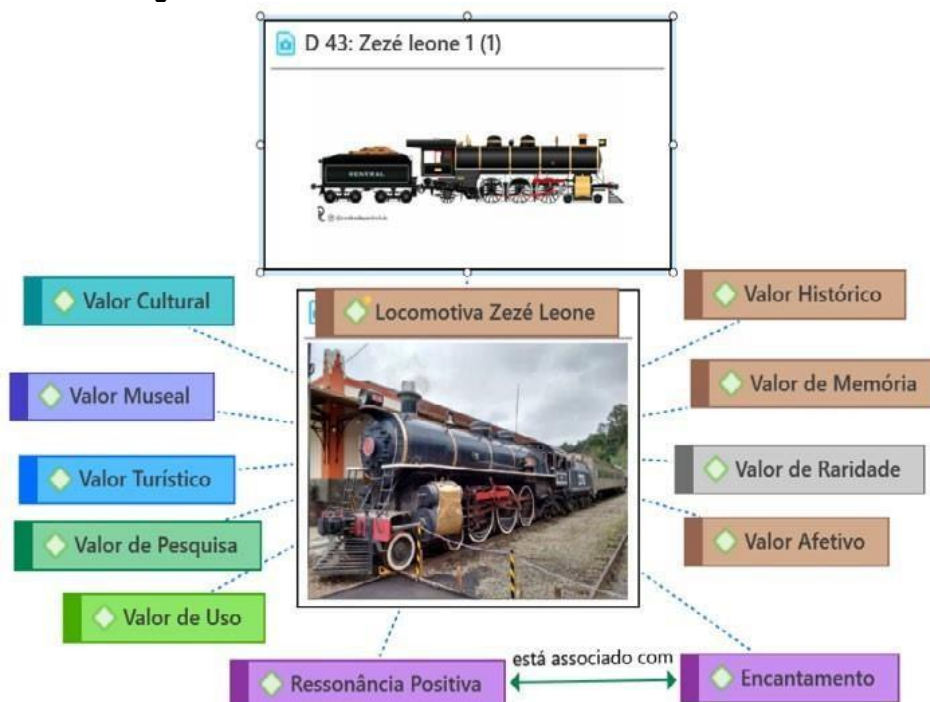 D 43: Zezé leone 1 (1)
CENTRAL
Locomotiva Zezé Leone
Valor Cultural
Valor Histórico
Valor Museal
Valor de Memória
Valor Turístico
Valor de Raridade
Valor de Pesquisa
Valor Afetivo
Valor de Uso
está associado com
Ressonância Positiva
Encantamento